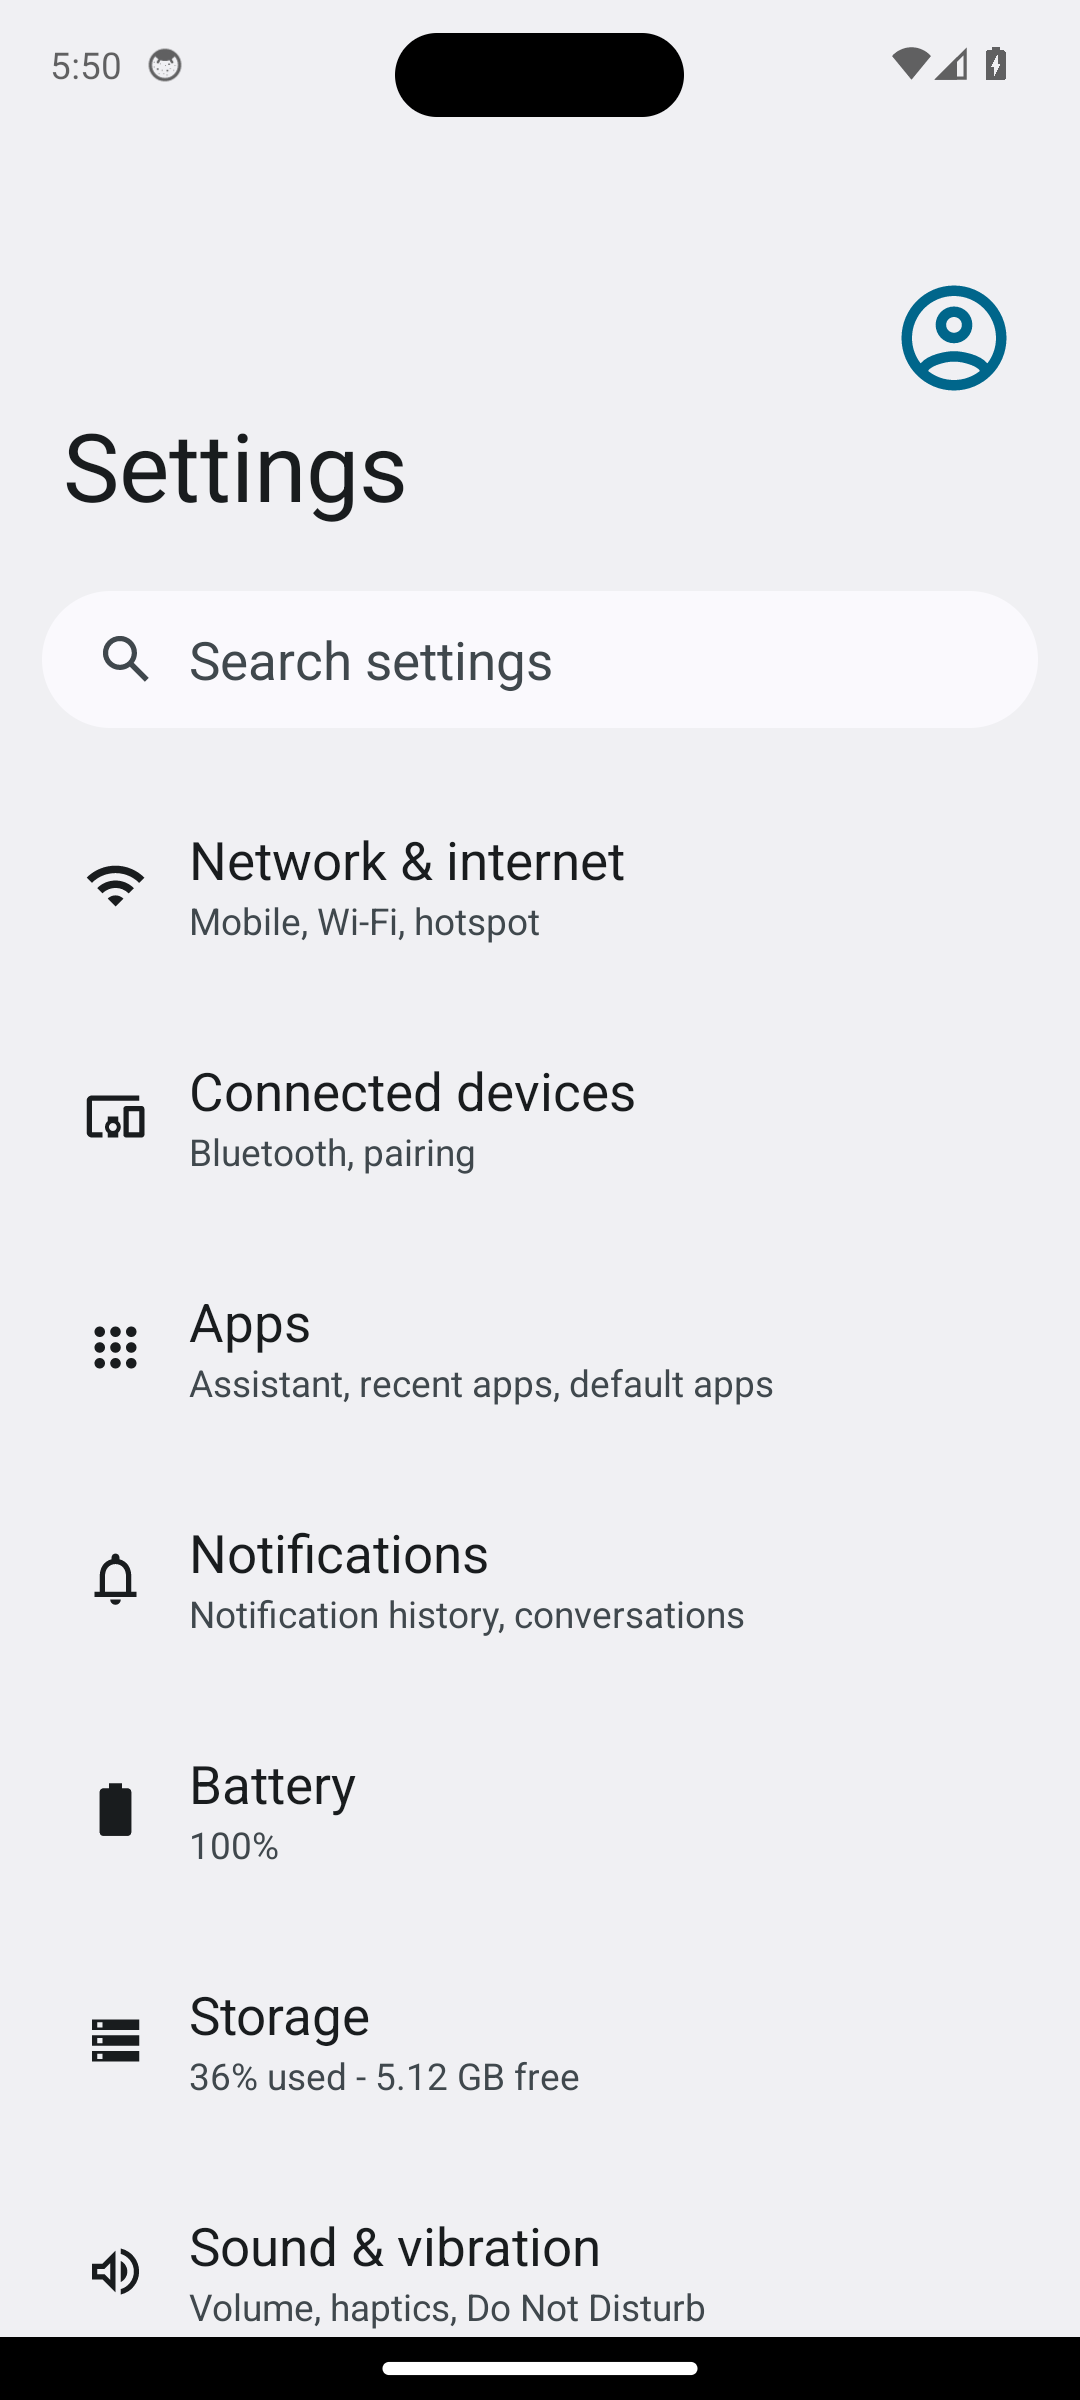 5:50
Settings
Search settings
Network & internet
Mobile, Wi-Fi, hotspot
Connected devices
Bluetooth, pairing
Apps
Assistant, recent apps, default apps
Notifications
Notification history, conversations
Battery
100%
Storage
36% used - 5.12 GB free
Sound & vibration
Volume, haptics, Do Not Disturb